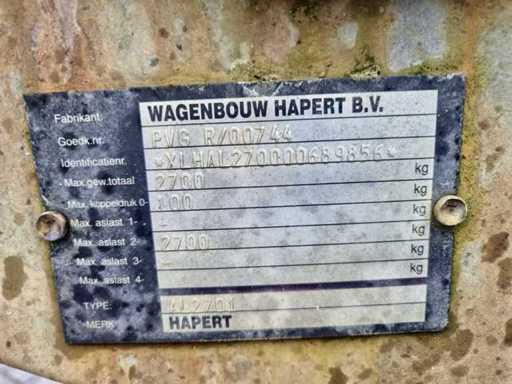 Fabrikant: WAGENBOUW HAPERT B.V.
Goedk.nr. PVG R/00744
Identificatienr.
Max.gew.totaal 2700 kg
Max. koppeldruk 0- 100 kg
Max. aslast 1- - kg
Max. aslast 2- 2700 kg
Max. aslast 3- kg
Max. aslast 4- kg
TYPE:
MERK: HAPERT